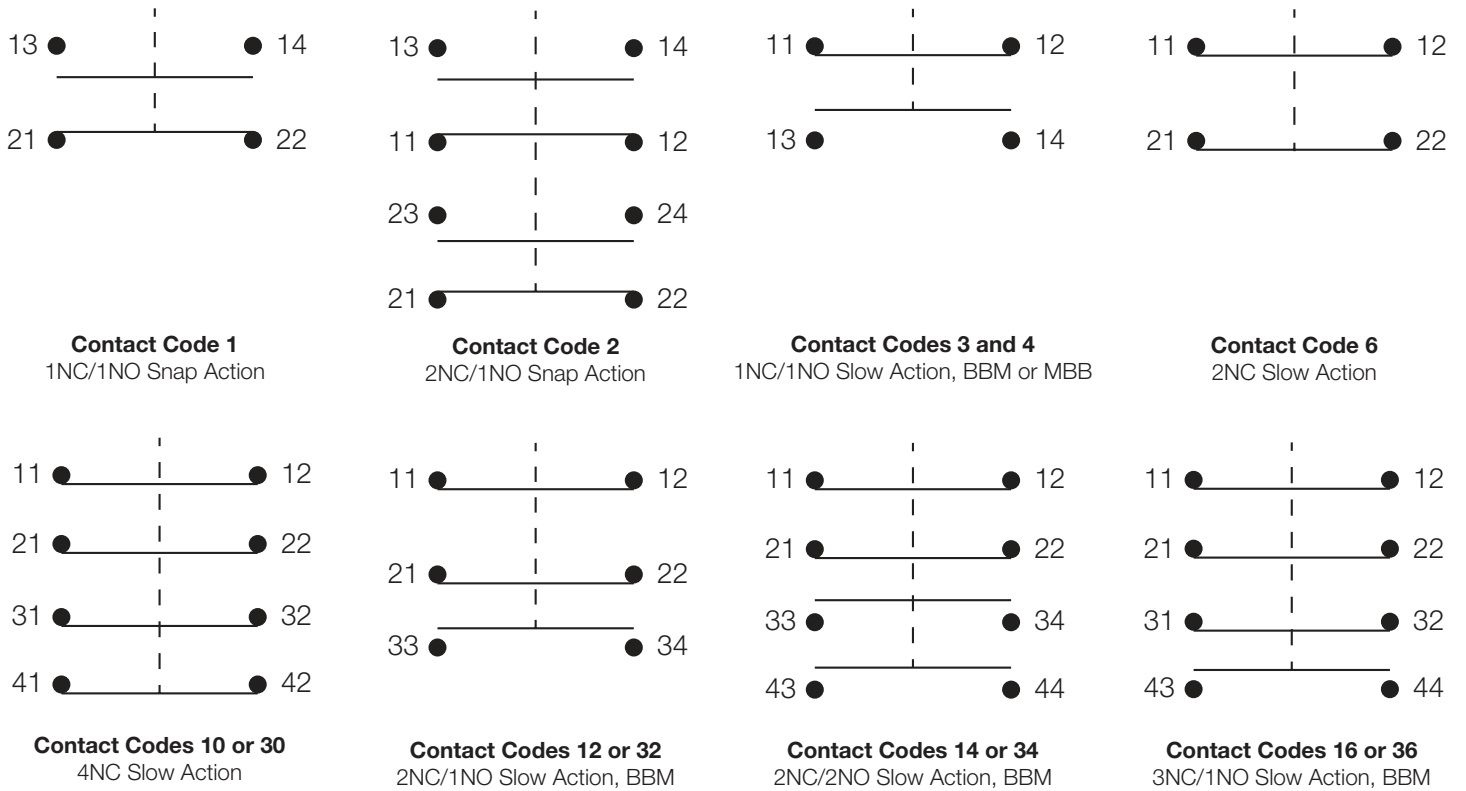 13 14
21 22
Contact Code 1
1NC/1NO Snap Action
13 14
11 12
23 24
21 22
Contact Code 2
2NC/1NO Snap Action
11 12
13 14
Contact Codes 3 and 4
1NC/1NO Slow Action, BBM or MBB
11 12
21 22
Contact Code 6
2NC Slow Action
11 12
21 22
31 32
41 42
Contact Codes 10 or 30
4NC Slow Action
11 12
21 22
33 34
Contact Codes 12 or 32
2NC/1NO Slow Action, BBM
11 12
21 22
33 34
43 44
Contact Codes 14 or 34
2NC/2NO Slow Action, BBM
11 12
21 22
31 32
43 44
Contact Codes 16 or 36
3NC/1NO Slow Action, BBM